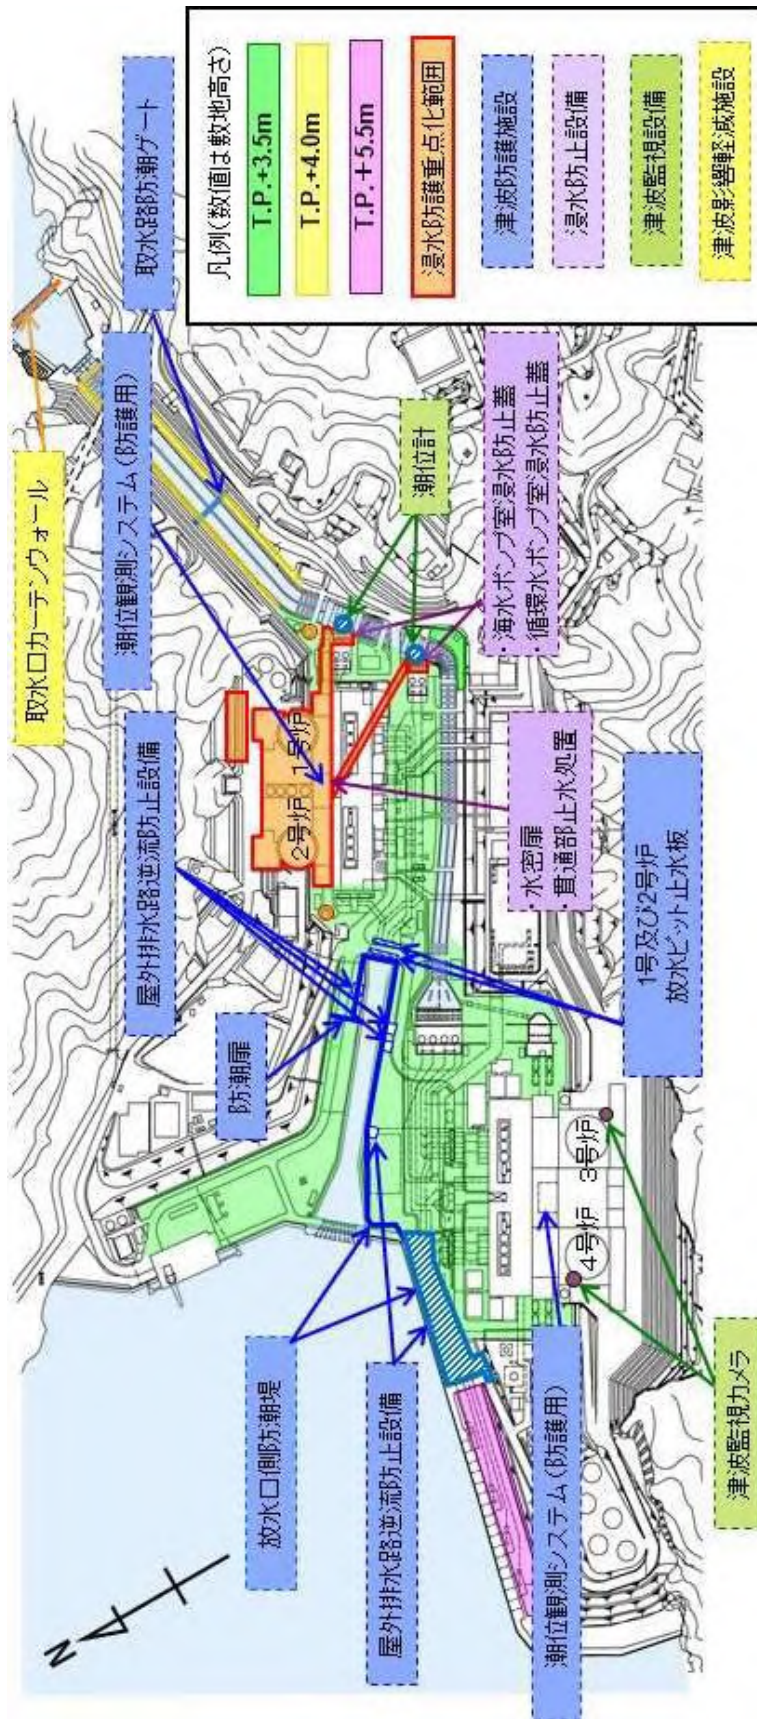 凡例(数値は敷地高さ)
T.P.+3.5m
T.P.+4.0m
T.P.+5.5m
浸水防護重点化範囲
津波防護施設
浸水防止設備
津波監視設備
津波影響軽減施設
取水路防潮ゲート
取水口カーテンウォール
潮位観測システム(防護用)
潮位計
・海水ポンプ室浸水防止蓋
・循環水ポンプ室浸水防止蓋
屋外排水路逆流防止設備
2号炉
1号炉
・水密扉
・貫通部止水処置
1号及び2号炉
放水ピット止水板
防潮扉
放水口側防潮堤
屋外排水路逆流防止設備
4号炉
3号炉
潮位観測システム(防護用)
津波監視カメラ
N